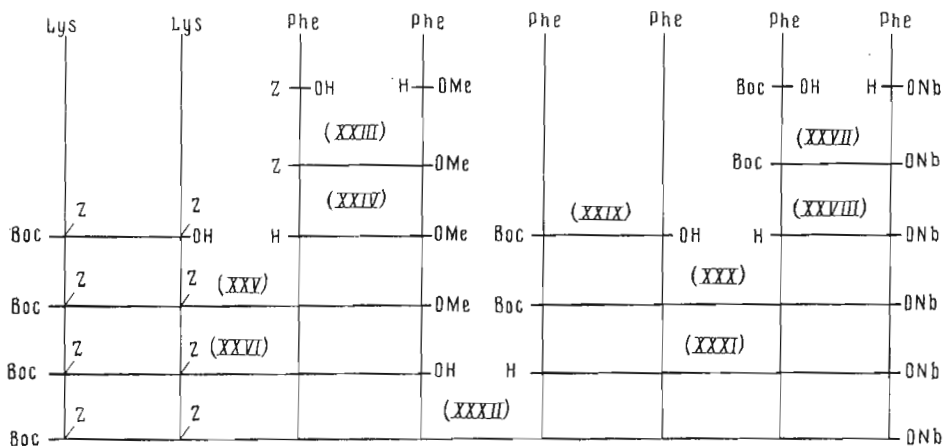 Lys Lys Phe Phe Phe Phe Phe Phe
Z OH H OMe Boc OH H ONb
(XXIII) (XXVII)
Z OMe Boc ONb
(XXIV) (XXVIII)
Z Z (XXIX)
Boc OH H OMe Boc OH H ONb
Z Z (XXV) (XXX)
Boc OMe Boc ONb
Z Z (XXVI) (XXXI)
Boc OH H ONb
Z Z (XXXII)
Boc ONb